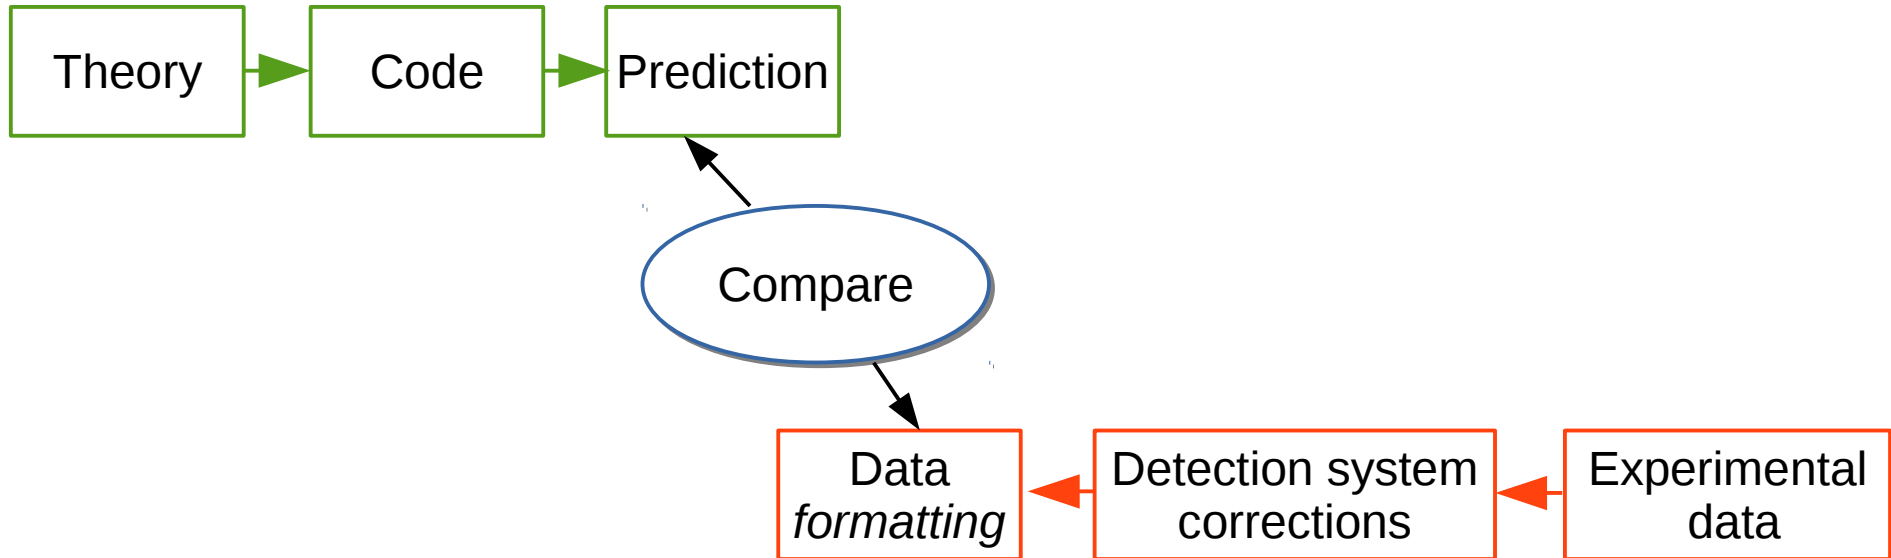 Theory
Code
Prediction
Compare
Data
formatting
Detection system
corrections
Experimental
data